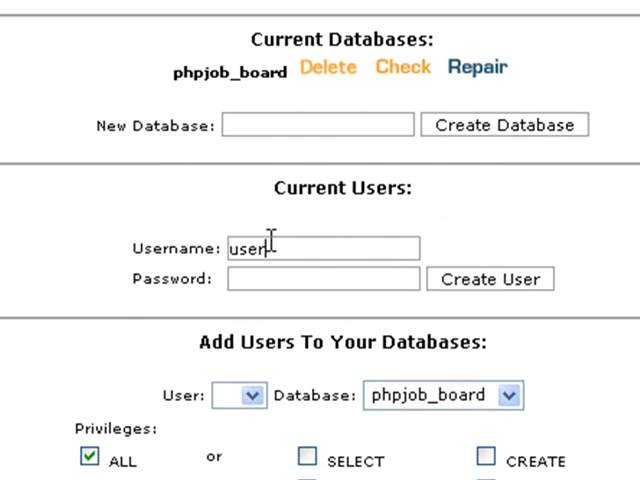 Current Databases:
phpjob_board Delete Check Repair
New Database: Create Database
Current Users:
Username: user
Password: Create User
Add Users To Your Databases:
User: Database: phpjob_board
Privileges:
ALL or SELECT CREATE